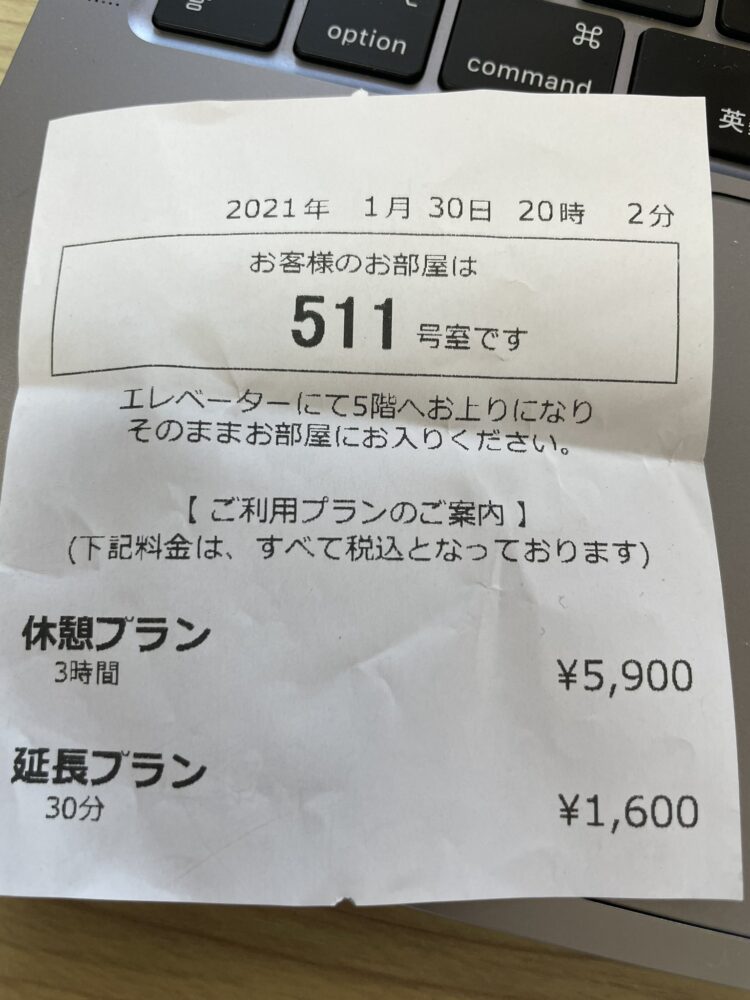 option
⌘
command
2021年 1月 30日 20時 2分
お客様のお部屋は
511 号室です
エレベーターにて5階へお上りになり
そのままお部屋にお入りください。
【 ご利用プランのご案内 】
(下記料金は、すべて税込となっております)
休憩プラン
3時間 ¥5,900
延長プラン
30分 ¥1,600